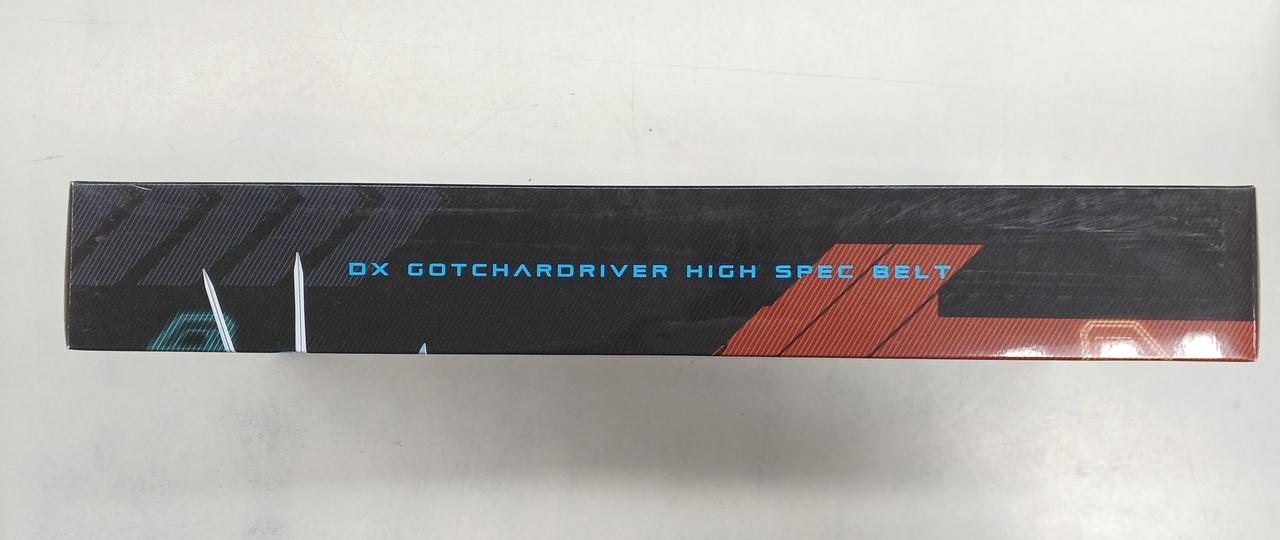 DX GOTCHARDRIVER HIGH SPEC BELT